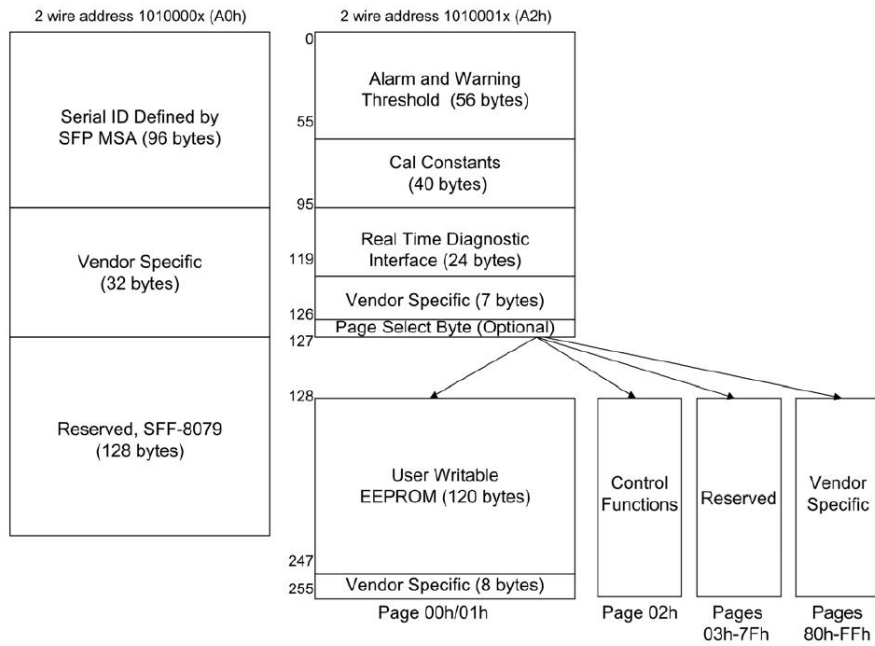 2 wire address 1010000x (A0h)
Serial ID Defined by
SFP MSA (96 bytes)
Vendor Specific
(32 bytes)
Reserved, SFF-8079
(128 bytes)
2 wire address 1010001x (A2h)
0
Alarm and Warning
Threshold (56 bytes)
55
Cal Constants
(40 bytes)
95
Real Time Diagnostic
Interface (24 bytes)
119
Vendor Specific (7 bytes)
126
Page Select Byte (Optional)
127
128
User Writable
EEPROM (120 bytes)
247
Vendor Specific (8 bytes)
255
Page 00h/01h
Control
Functions
Page 02h
Reserved
Pages
03h-7Fh
Vendor
Specific
Pages
80h-FFh